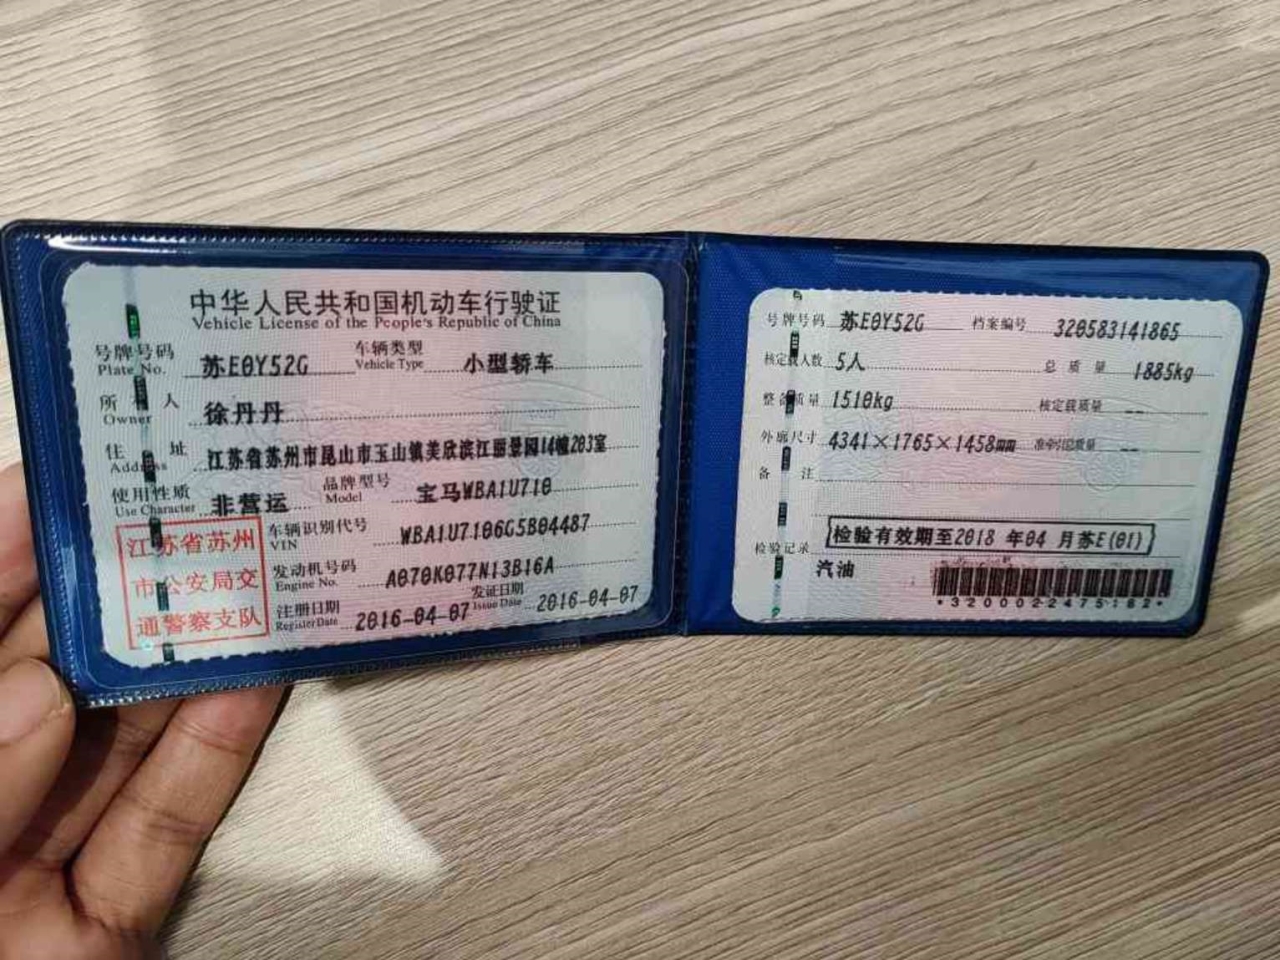 中华人民共和国机动车行驶证
Vehicle License of the People's Republic of China
号牌号码 苏E0Y52G 车辆类型 小型轿车
Plate No. Vehicle Type
所有人 徐丹丹
Owner
住址 江苏省苏州市昆山市玉山镇美欣滨江丽景园14幢203室
Address
使用性质 非营运 品牌型号 宝马WBA1U710
Use Character Model
江苏省苏州
市公安局交
通警察支队
车辆识别代号 WBA1U7106G5B04487
VIN
发动机号码 A070K077N13B16A
Engine No.
注册日期 2016-04-07 发证日期 2016-04-07
Register Date Issue Date
号牌号码 苏E0Y52G 档案编号 320583141865
核定载人数 5人 总质量 1885kg
整备质量 1510kg 核定载质量 --
外廓尺寸 4341×1765×1458mm 准牵引总质量 --
备注
检验有效期至2018 年04 月苏E(01)
检验记录
汽油
*3200022475182*